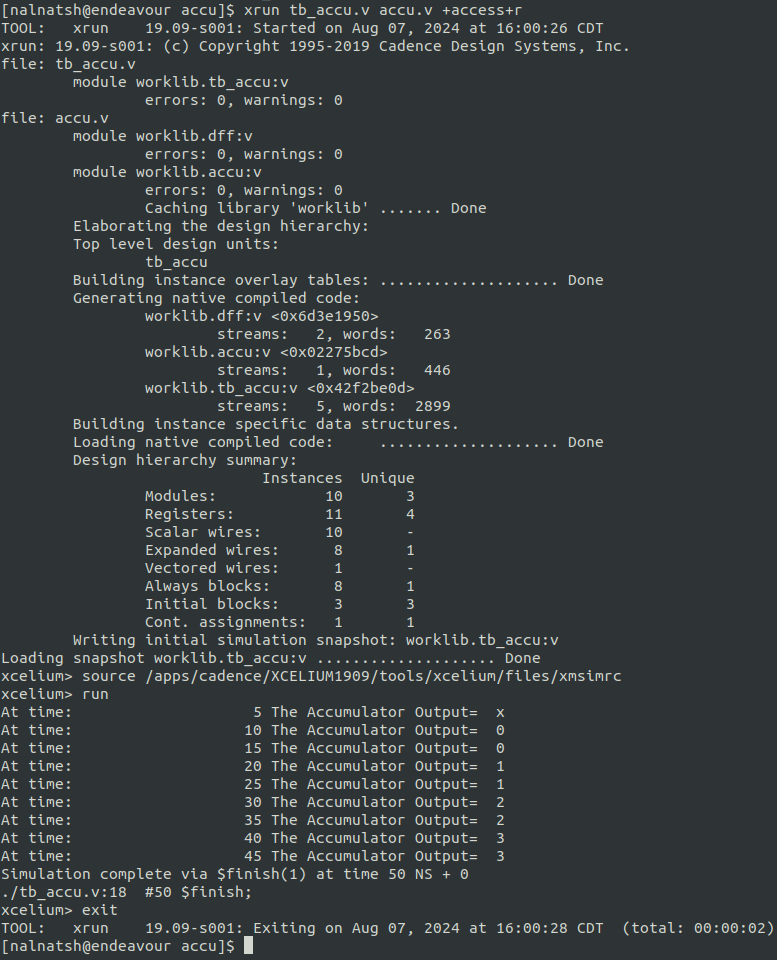 [nalnatsh@endeavour accu]$ xrun tb_accu.v accu.v +access+r
TOOL:   xrun    19.09-s001: Started on Aug 07, 2024 at 16:00:26 CDT
xrun: 19.09-s001: (c) Copyright 1995-2019 Cadence Design Systems, Inc.
file: tb_accu.v
        module worklib.tb_accu:v
                errors: 0, warnings: 0
file: accu.v
        module worklib.dff:v
                errors: 0, warnings: 0
        module worklib.accu:v
                errors: 0, warnings: 0
                Caching library 'worklib' ....... Done
        Elaborating the design hierarchy:
        Top level design units:
                tb_accu
        Building instance overlay tables: .................... Done
        Generating native compiled code:
                worklib.dff:v <0x6d3e1950>
                        streams:   2, words:   263
                worklib.accu:v <0x02275bcd>
                        streams:   1, words:   446
                worklib.tb_accu:v <0x42f2be0d>
                        streams:   5, words:  2899
        Building instance specific data structures.
        Loading native compiled code:     .................... Done
        Design hierarchy summary:
                             Instances  Unique
                Modules:            10       3
                Registers:          11       4
                Scalar wires:       10       -
                Expanded wires:      8       1
                Vectored wires:      1       -
                Always blocks:       8       1
                Initial blocks:      3       3
                Cont. assignments:   1       1
        Writing initial simulation snapshot: worklib.tb_accu:v
Loading snapshot worklib.tb_accu:v .................... Done
xcelium> source /apps/cadence/XCELIUM1909/tools/xcelium/files/xmsimrc
xcelium> run
At time:                    5 The Accumulator Output=  x
At time:                   10 The Accumulator Output=  0
At time:                   15 The Accumulator Output=  0
At time:                   20 The Accumulator Output=  1
At time:                   25 The Accumulator Output=  1
At time:                   30 The Accumulator Output=  2
At time:                   35 The Accumulator Output=  2
At time:                   40 The Accumulator Output=  3
At time:                   45 The Accumulator Output=  3
Simulation complete via $finish(1) at time 50 NS + 0
./tb_accu.v:18  #50 $finish;
xcelium> exit
TOOL:   xrun    19.09-s001: Exiting on Aug 07, 2024 at 16:00:28 CDT  (total: 00:00:02)
[nalnatsh@endeavour accu]$